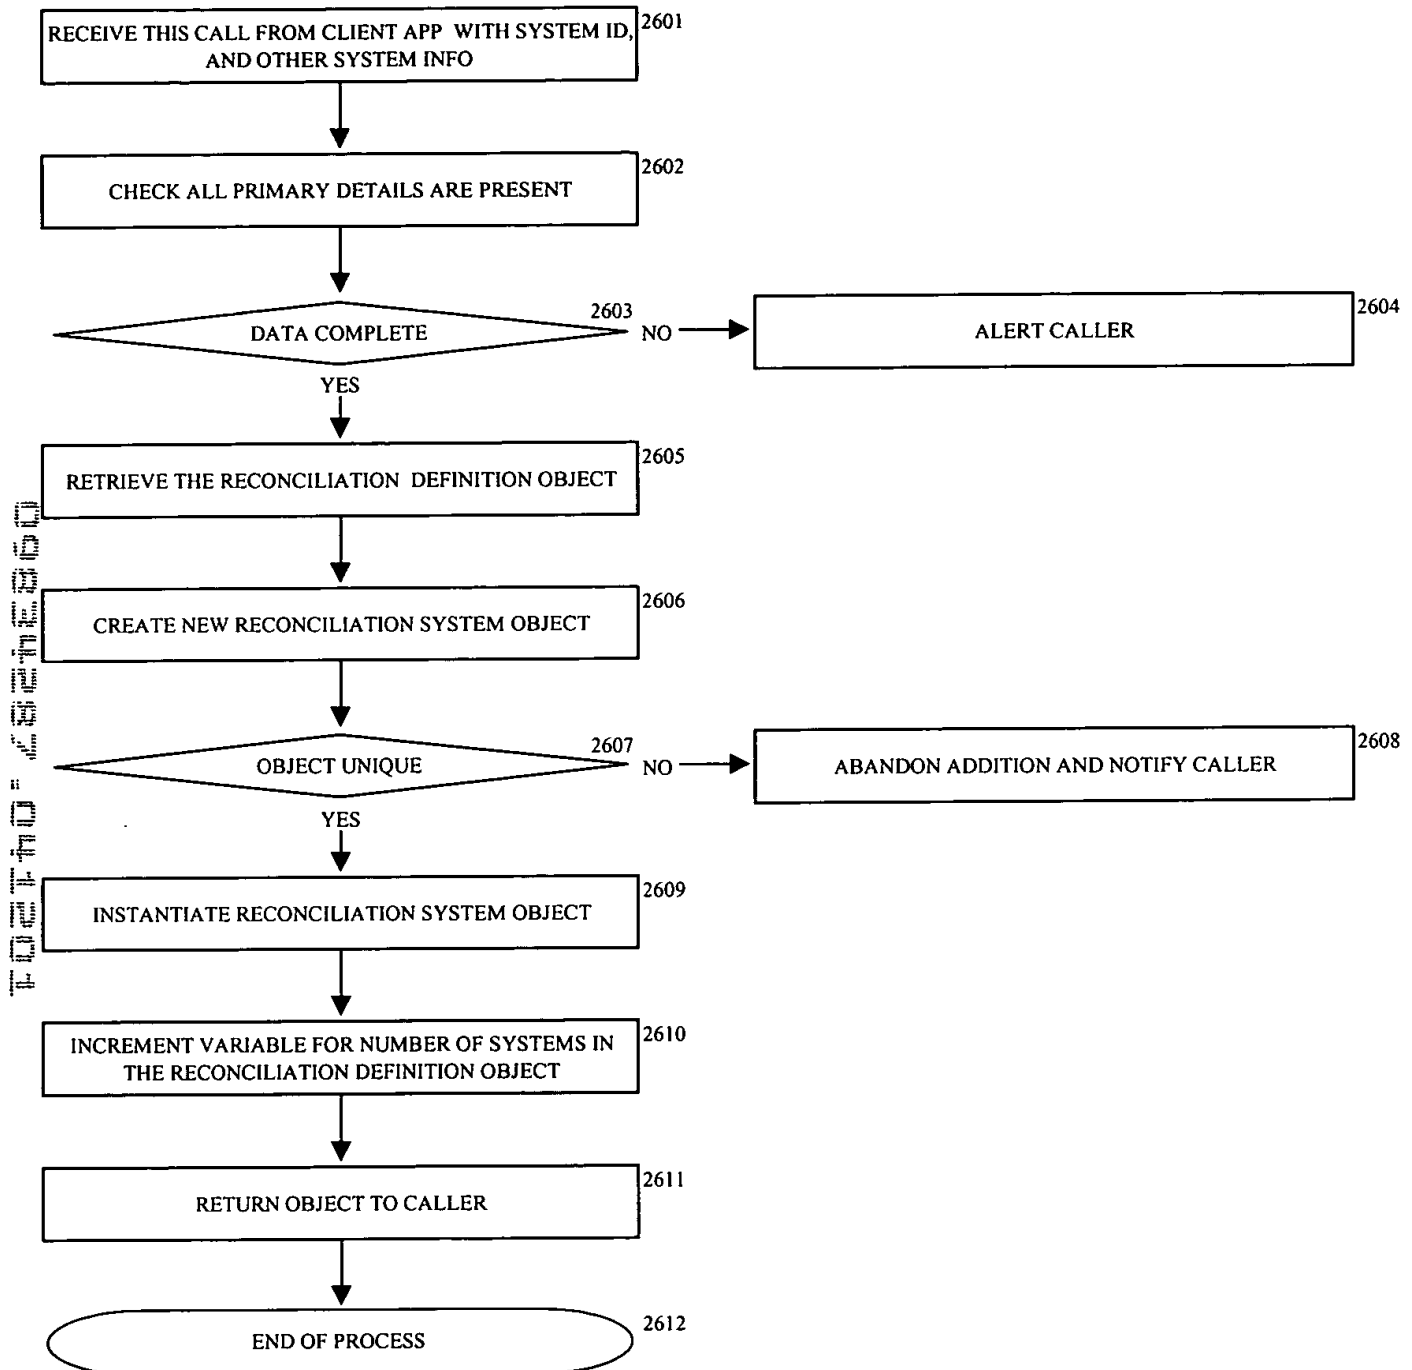 RECEIVE THIS CALL FROM CLIENT APP WITH SYSTEM ID,
AND OTHER SYSTEM INFO
2601
CHECK ALL PRIMARY DETAILS ARE PRESENT
2602
DATA COMPLETE
2603
NO
ALERT CALLER
2604
YES
RETRIEVE THE RECONCILIATION DEFINITION OBJECT
2605
CREATE NEW RECONCILIATION SYSTEM OBJECT
2606
OBJECT UNIQUE
2607
NO
ABANDON ADDITION AND NOTIFY CALLER
2608
YES
INSTANTIATE RECONCILIATION SYSTEM OBJECT
2609
INCREMENT VARIABLE FOR NUMBER OF SYSTEMS IN
THE RECONCILIATION DEFINITION OBJECT
2610
RETURN OBJECT TO CALLER
2611
END OF PROCESS
2612